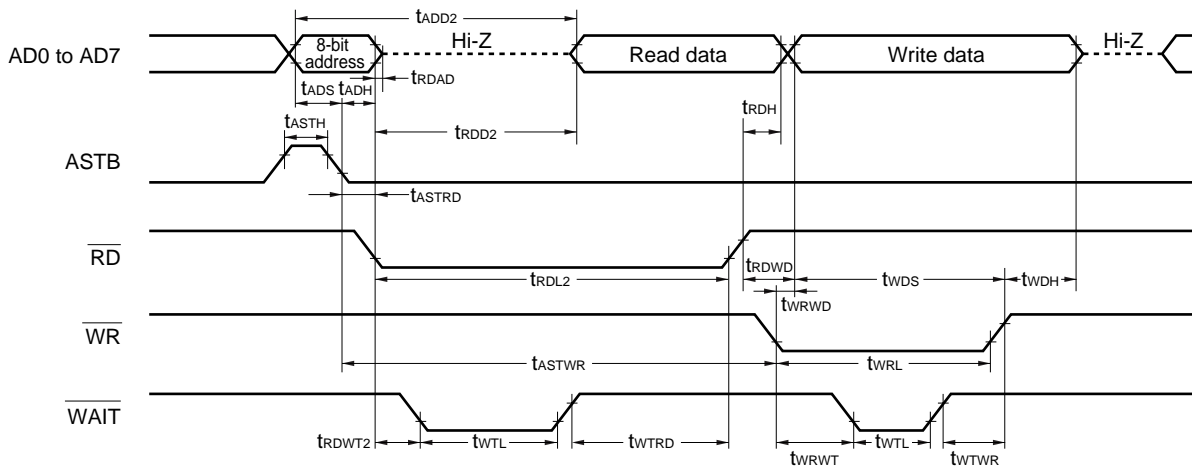 tADD2
AD0 to AD7
8-bit
address
Hi-Z
Read data
Write data
Hi-Z
tRDAD
tADS tADH
tRDH
tASTH
tRDD2
ASTB
tASTRD
RD
tRDL2
tRDWD
tWDS
tWDH
tWRWD
WR
tASTWR
tWRL
WAIT
tRDWT2
tWTL
tWTRD
tWRWT
tWTL
tWTWR